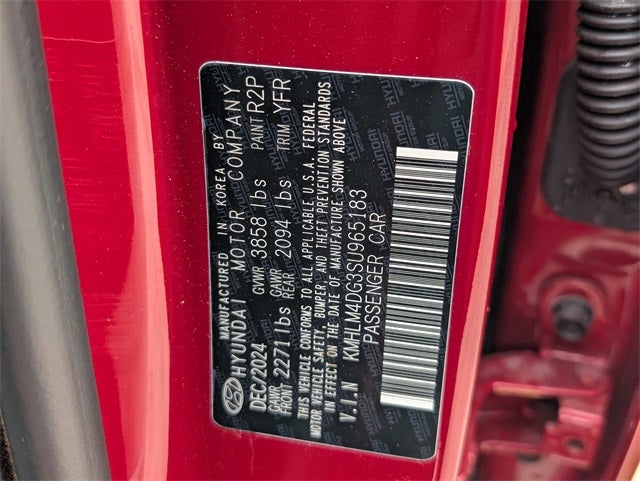 MANUFACTURED IN KOREA BY
HYUNDAI MOTOR COMPANY
DEC/2024 GVWR 3858 lbs PAINT R2P
GAWR FRONT 2271 lbs GAWR REAR 2094 lbs TRIM YFR
THIS VEHICLE CONFORMS TO ALL APPLICABLE U.S.A. FEDERAL
MOTOR VEHICLE SAFETY, BUMPER, AND THEFT PREVENTION STANDARDS
IN EFFECT ON THE DATE OF MANUFACTURE SHOWN ABOVE
V.I.N KMHLM4DG3SU965183
PASSENGER CAR